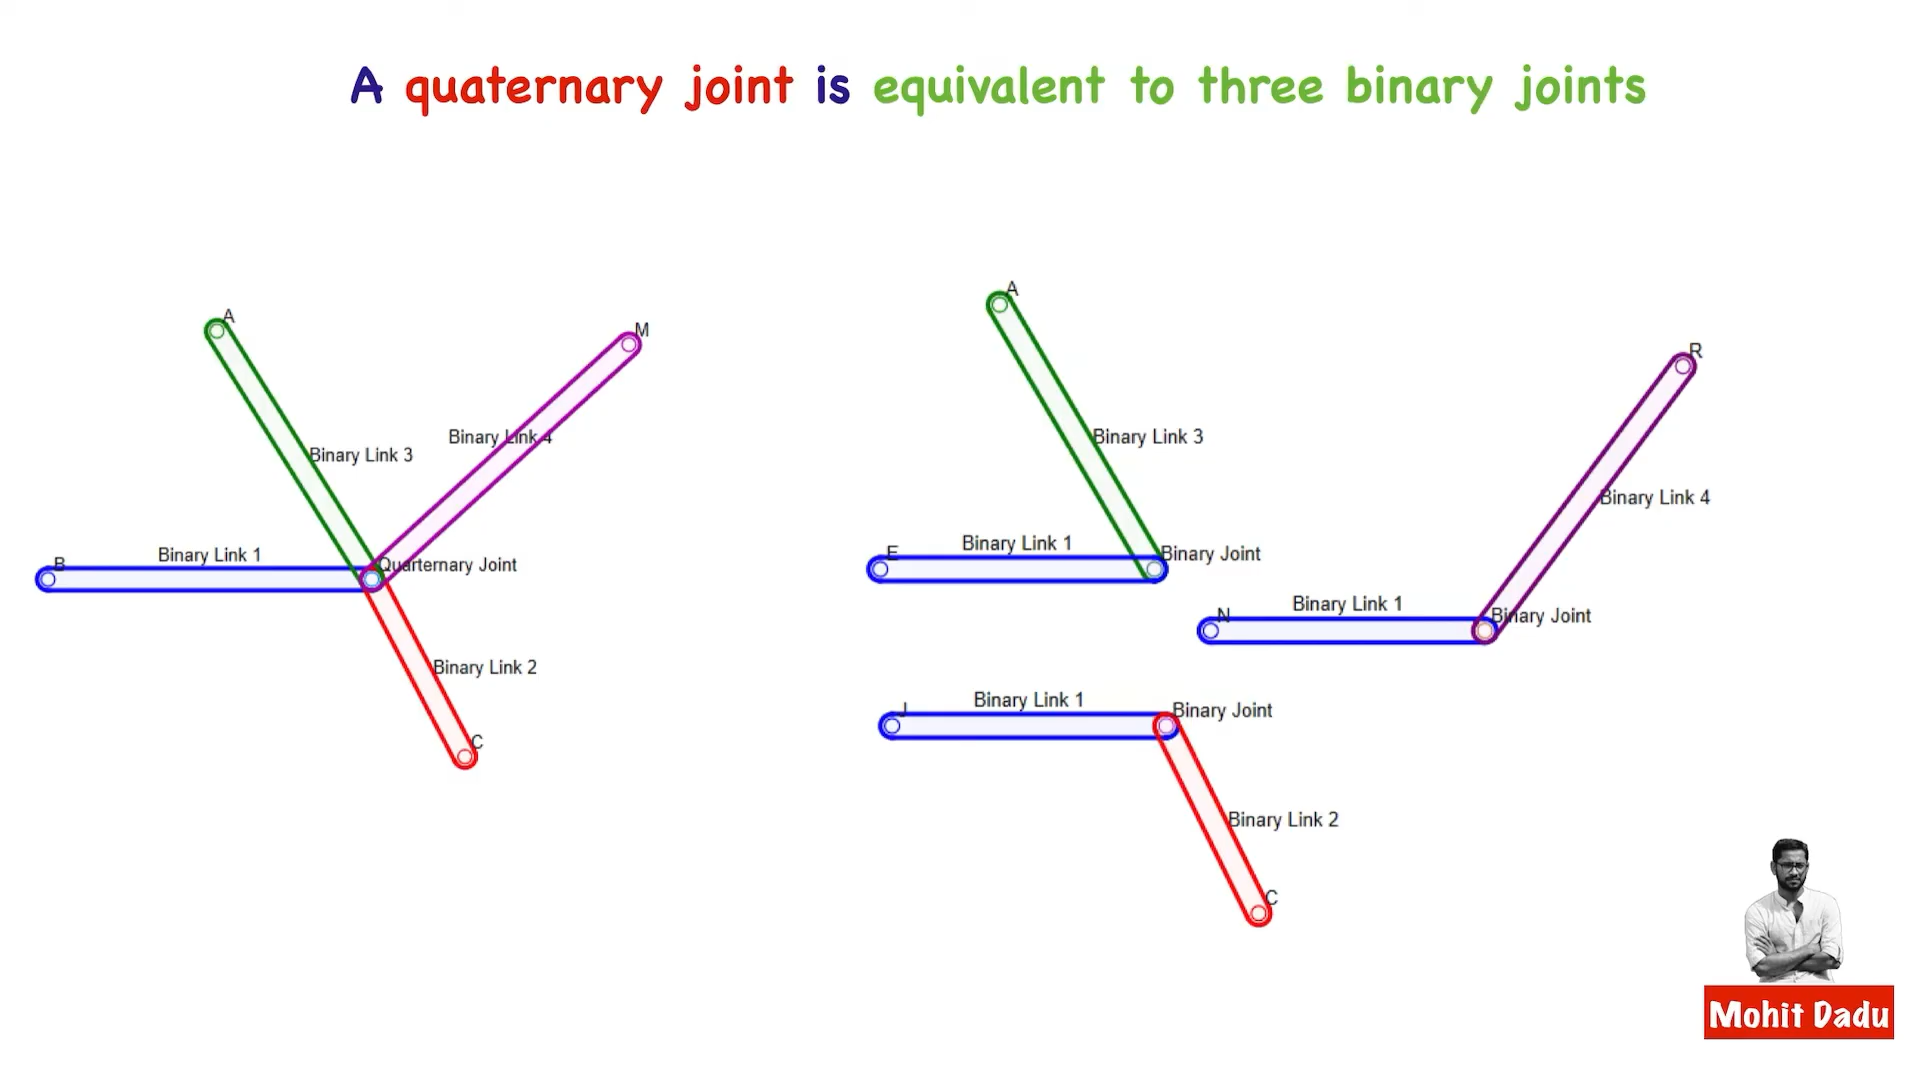 A quaternary joint is equivalent to three binary joints
A
M
Binary Link 3
Binary Link 4
B
Binary Link 1
Quarternary Joint
Binary Link 2
C
A
Binary Link 3
E
Binary Link 1
Binary Joint
R
Binary Link 4
N
Binary Link 1
Binary Joint
J
Binary Link 1
Binary Joint
Binary Link 2
C
Mohit Dadu